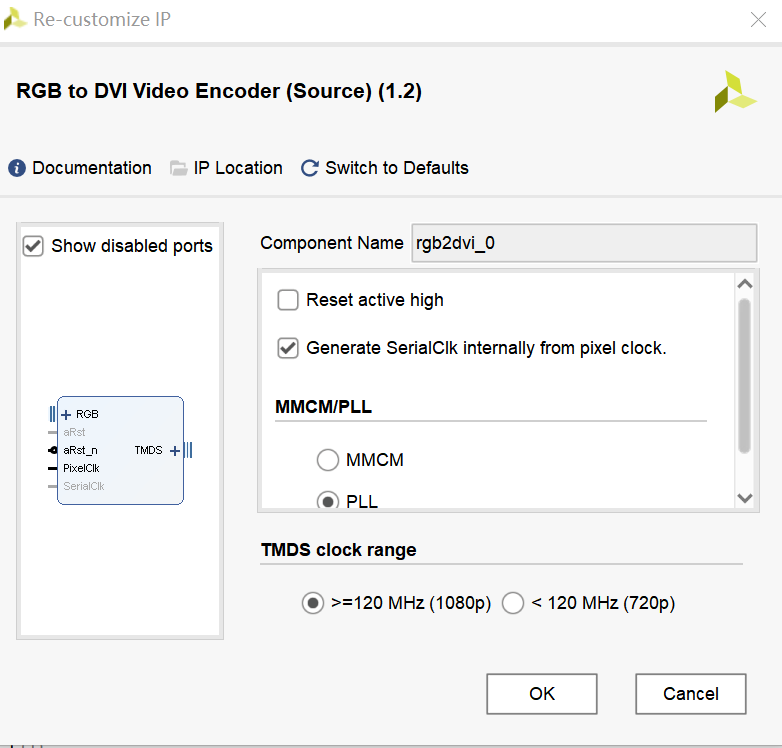 Re-customize IP
RGB to DVI Video Encoder (Source) (1.2)
Documentation IP Location Switch to Defaults
Show disabled ports
Component Name rgb2dvi_0
Reset active high
Generate SerialClk internally from pixel clock.
MMCM/PLL
RGB
aRst
aRst_n TMDS
PixelClk
SerialClk
MMCM
PLL
TMDS clock range
>=120 MHz (1080p) < 120 MHz (720p)
OK Cancel